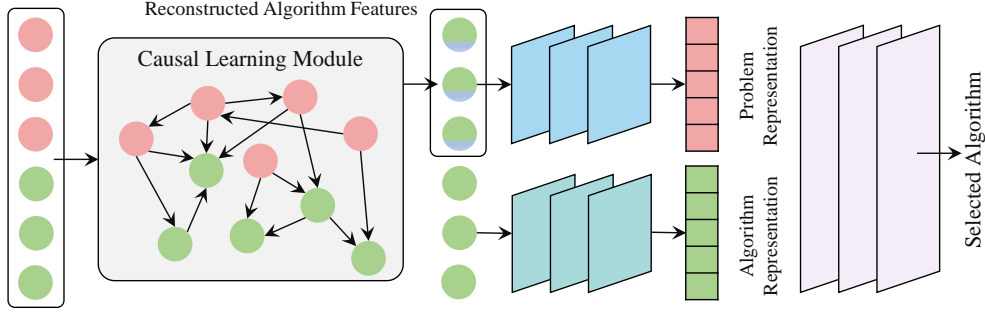 Reconstructed Algorithm Features
Causal Learning Module
Problem
Representation
Algorithm
Representation
Selected Algorithm